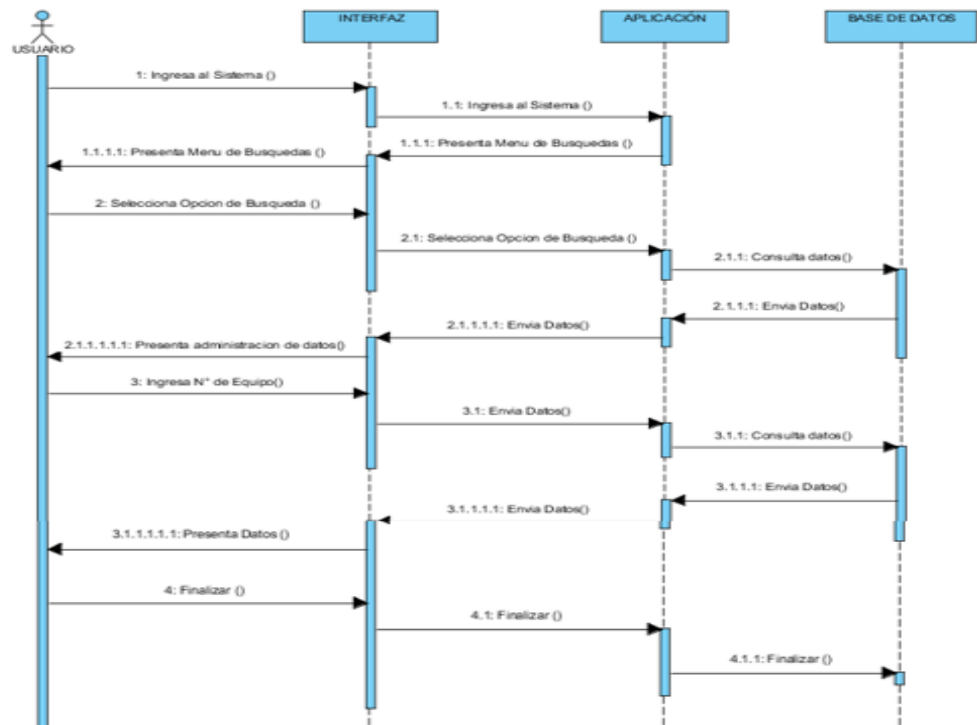 INTERFAZ
APLICACIÓN
BASE DE DATOS
USUARIO
1: Ingresa al Sistema ()
1.1: Ingresa al Sistema ()
1.1.1: Presenta Menu de Busquedas ()
1.1.1.1: Presenta Menu de Busquedas ()
2: Selecciona Opcion de Busqueda ()
2.1: Selecciona Opcion de Busqueda ()
2.1.1: Consulta datos()
2.1.1.1: Envia Datos()
2.1.1.1.1: Envia Datos()
2.1.1.1.1.1: Presenta administracion de datos()
3: Ingresa N° de Equipo()
3.1: Envia Datos()
3.1.1: Consulta datos()
3.1.1.1: Envia Datos()
3.1.1.1.1: Envia Datos()
3.1.1.1.1.1: Presenta Datos ()
4: Finalizar ()
4.1: Finalizar ()
4.1.1: Finalizar ()